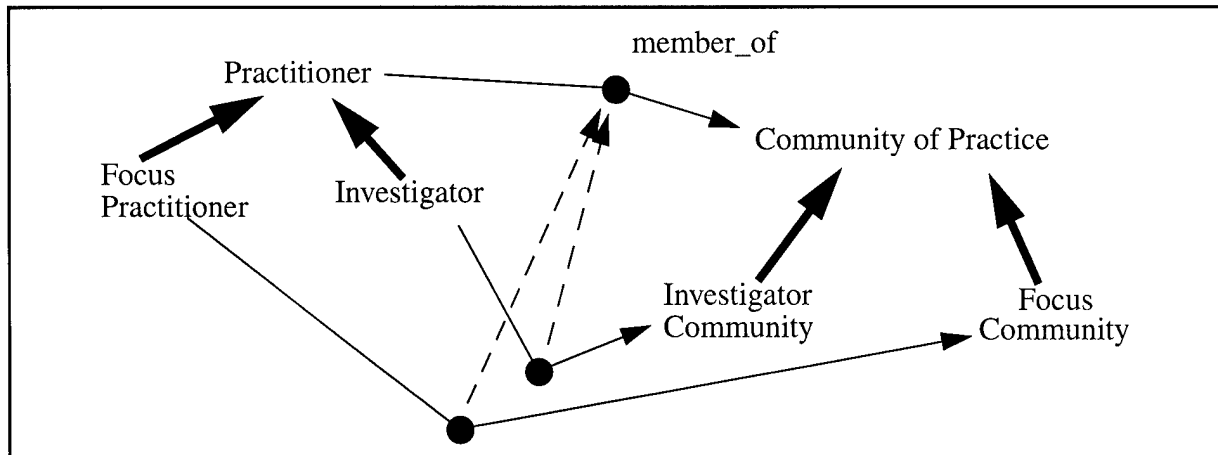 member_of
Practitioner
Community of Practice
Focus
Practitioner
Investigator
Investigator
Community
Focus
Community